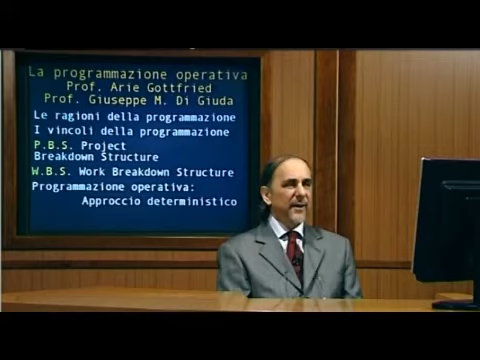 La programmazione operativa
Prof. Arie Gottfried
Prof. Giuseppe M. Di Giuda
Le ragioni della programmazione
I vincoli della programmazione
P.B.S. Project
Breakdown Structure
W.B.S. Work Breakdown Structure
Programmazione operativa:
Approccio deterministico